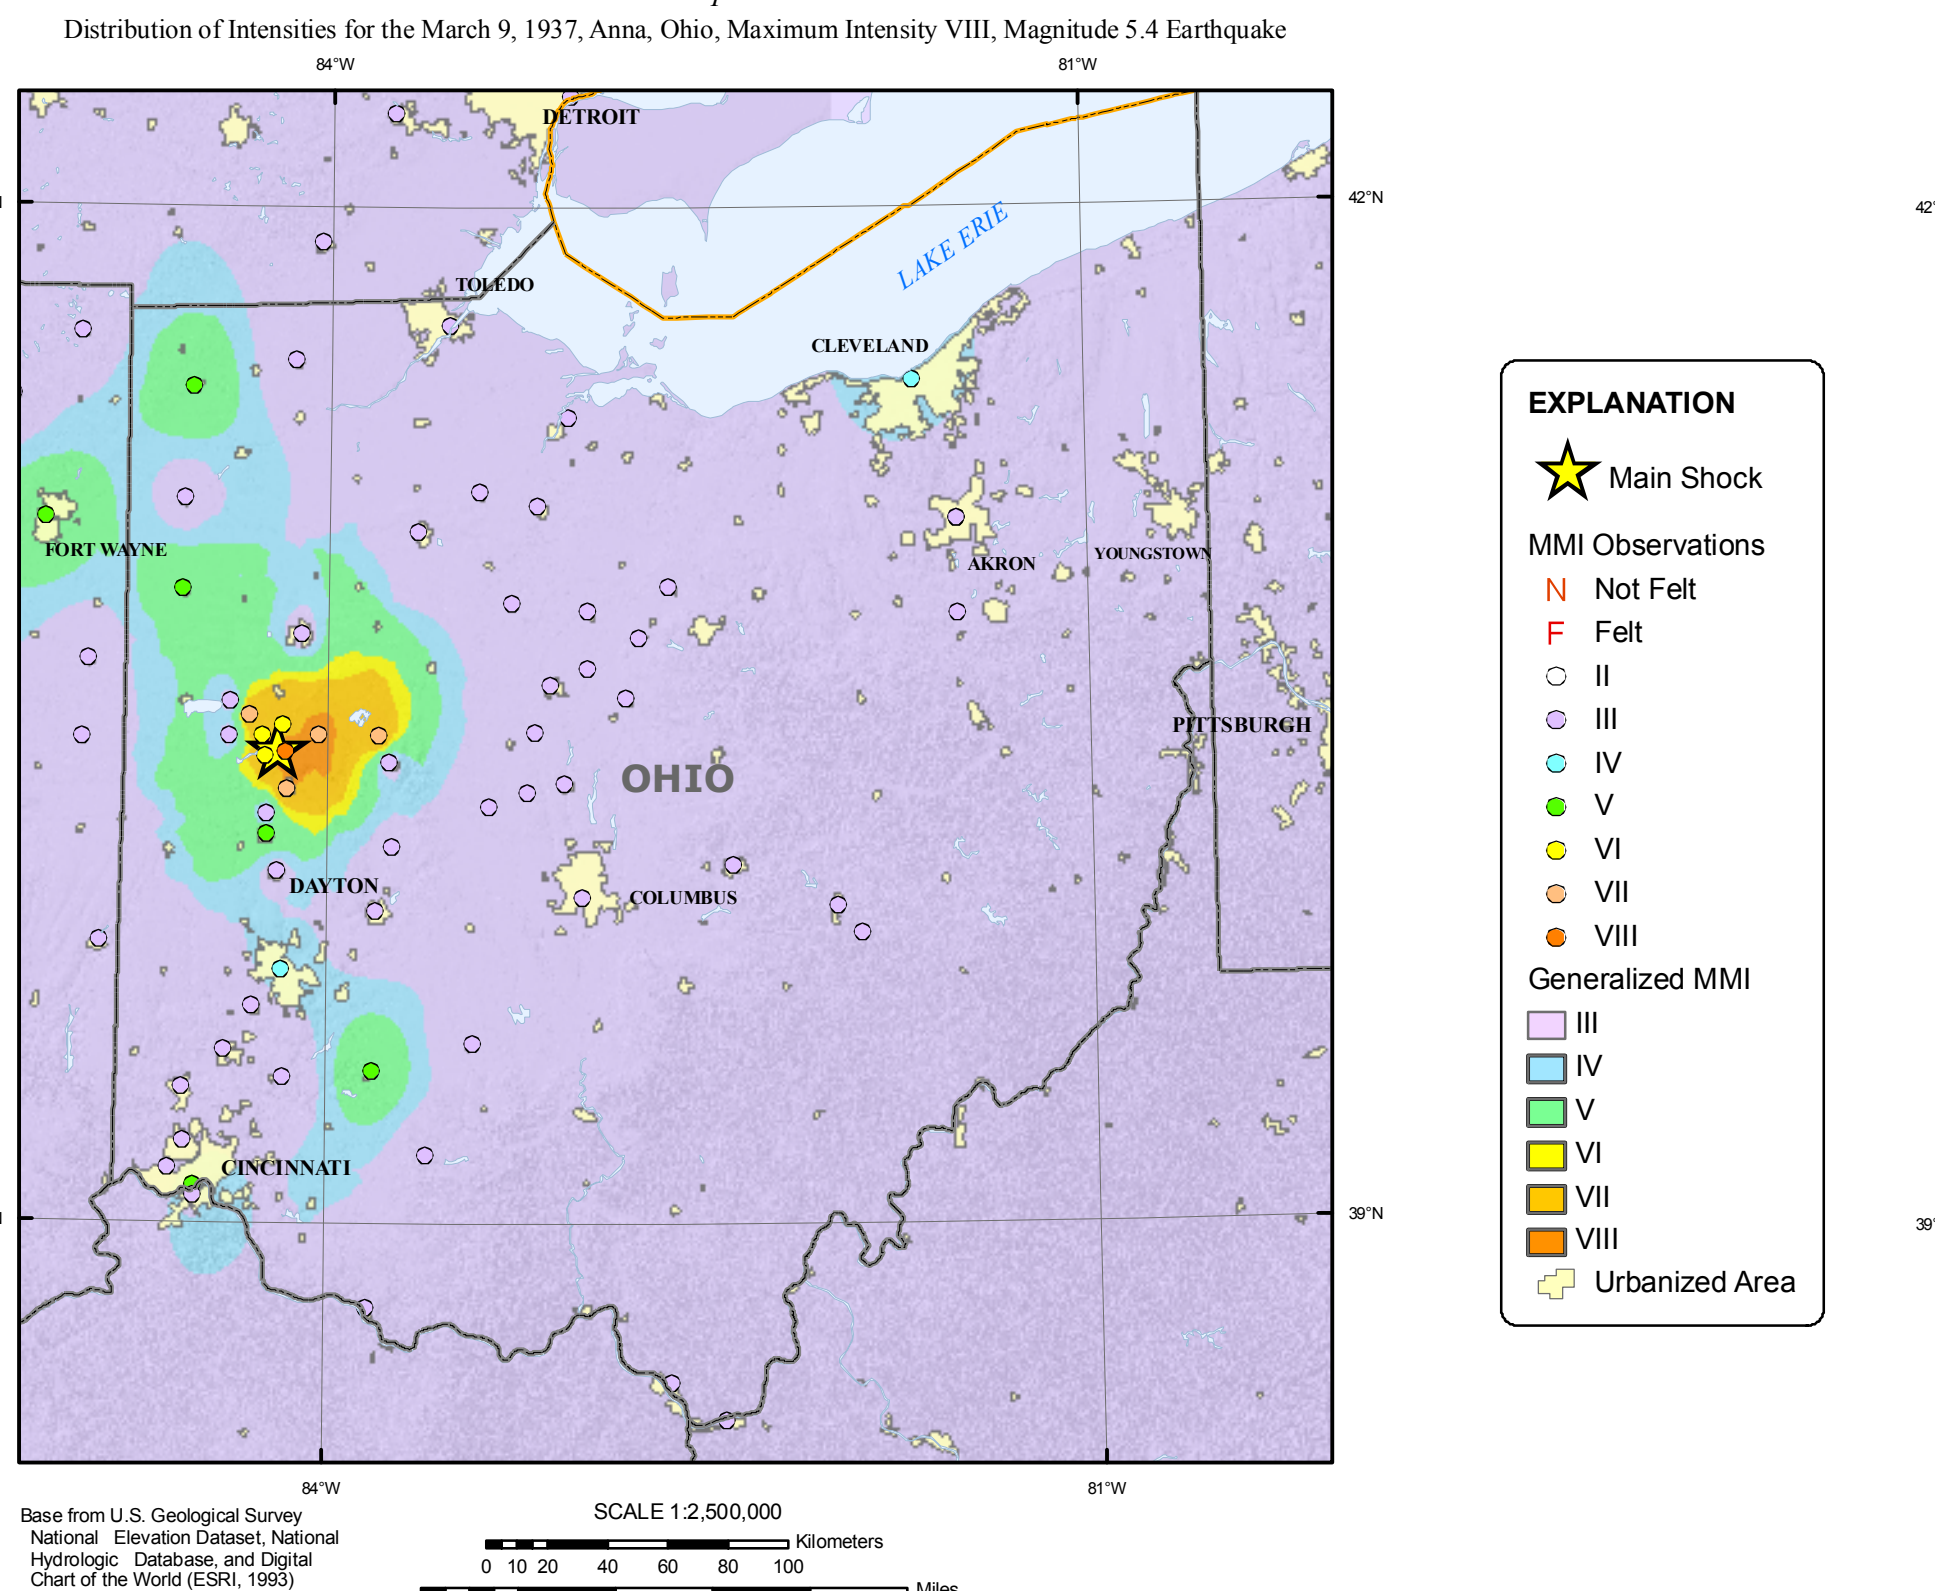 Distribution of Intensities for the March 9, 1937, Anna, Ohio, Maximum Intensity VIII, Magnitude 5.4 Earthquake
84°W
81°W
DETROIT
42°N
42°
LAKE ERIE
TOLEDO
CLEVELAND
FORT WAYNE
AKRON
YOUNGSTOWN
PITTSBURGH
OHIO
DAYTON
COLUMBUS
CINCINNATI
39°N
39°
84°W
81°W
EXPLANATION
Main Shock
MMI Observations
N Not Felt
F Felt
II
III
IV
V
VI
VII
VIII
Generalized MMI
III
IV
V
VI
VII
VIII
Urbanized Area
Base from U.S. Geological Survey
National Elevation Dataset, National
Hydrologic Database, and Digital
Chart of the World (ESRI, 1993)
SCALE 1:2,500,000
Kilometers
0 10 20 40 60 80 100
Miles